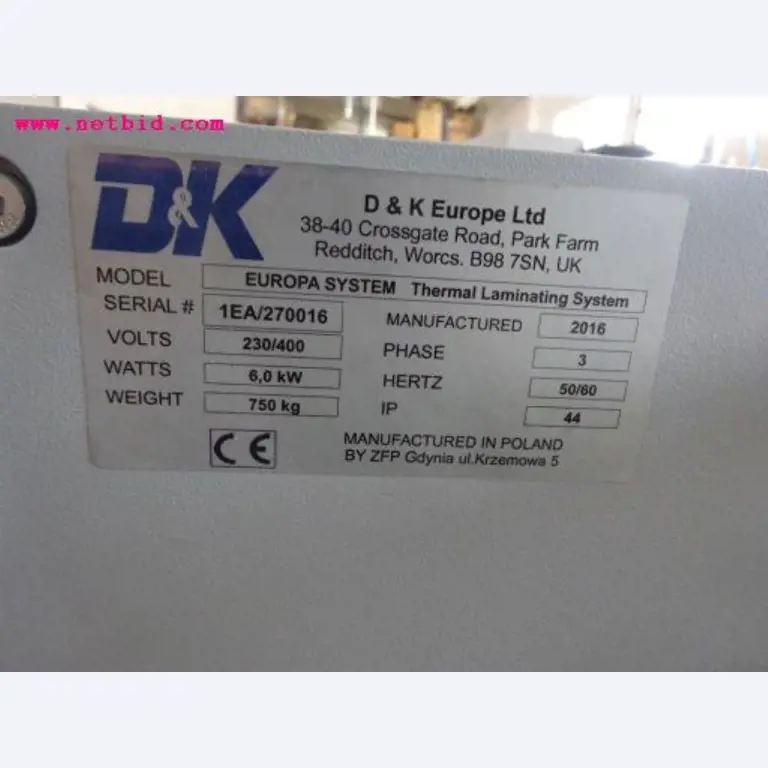 www.netbid.com
D&K
D & K Europe Ltd
38-40 Crossgate Road, Park Farm
Redditch, Worcs. B98 7SN, UK
MODEL EUROPA SYSTEM Thermal Laminating System
SERIAL # 1EA/270016 MANUFACTURED 2016
VOLTS 230/400 PHASE 3
WATTS 6,0 kW HERTZ 50/60
WEIGHT 750 kg IP 44
CE
MANUFACTURED IN POLAND
BY ZFP Gdynia ul.Krzemowa 5